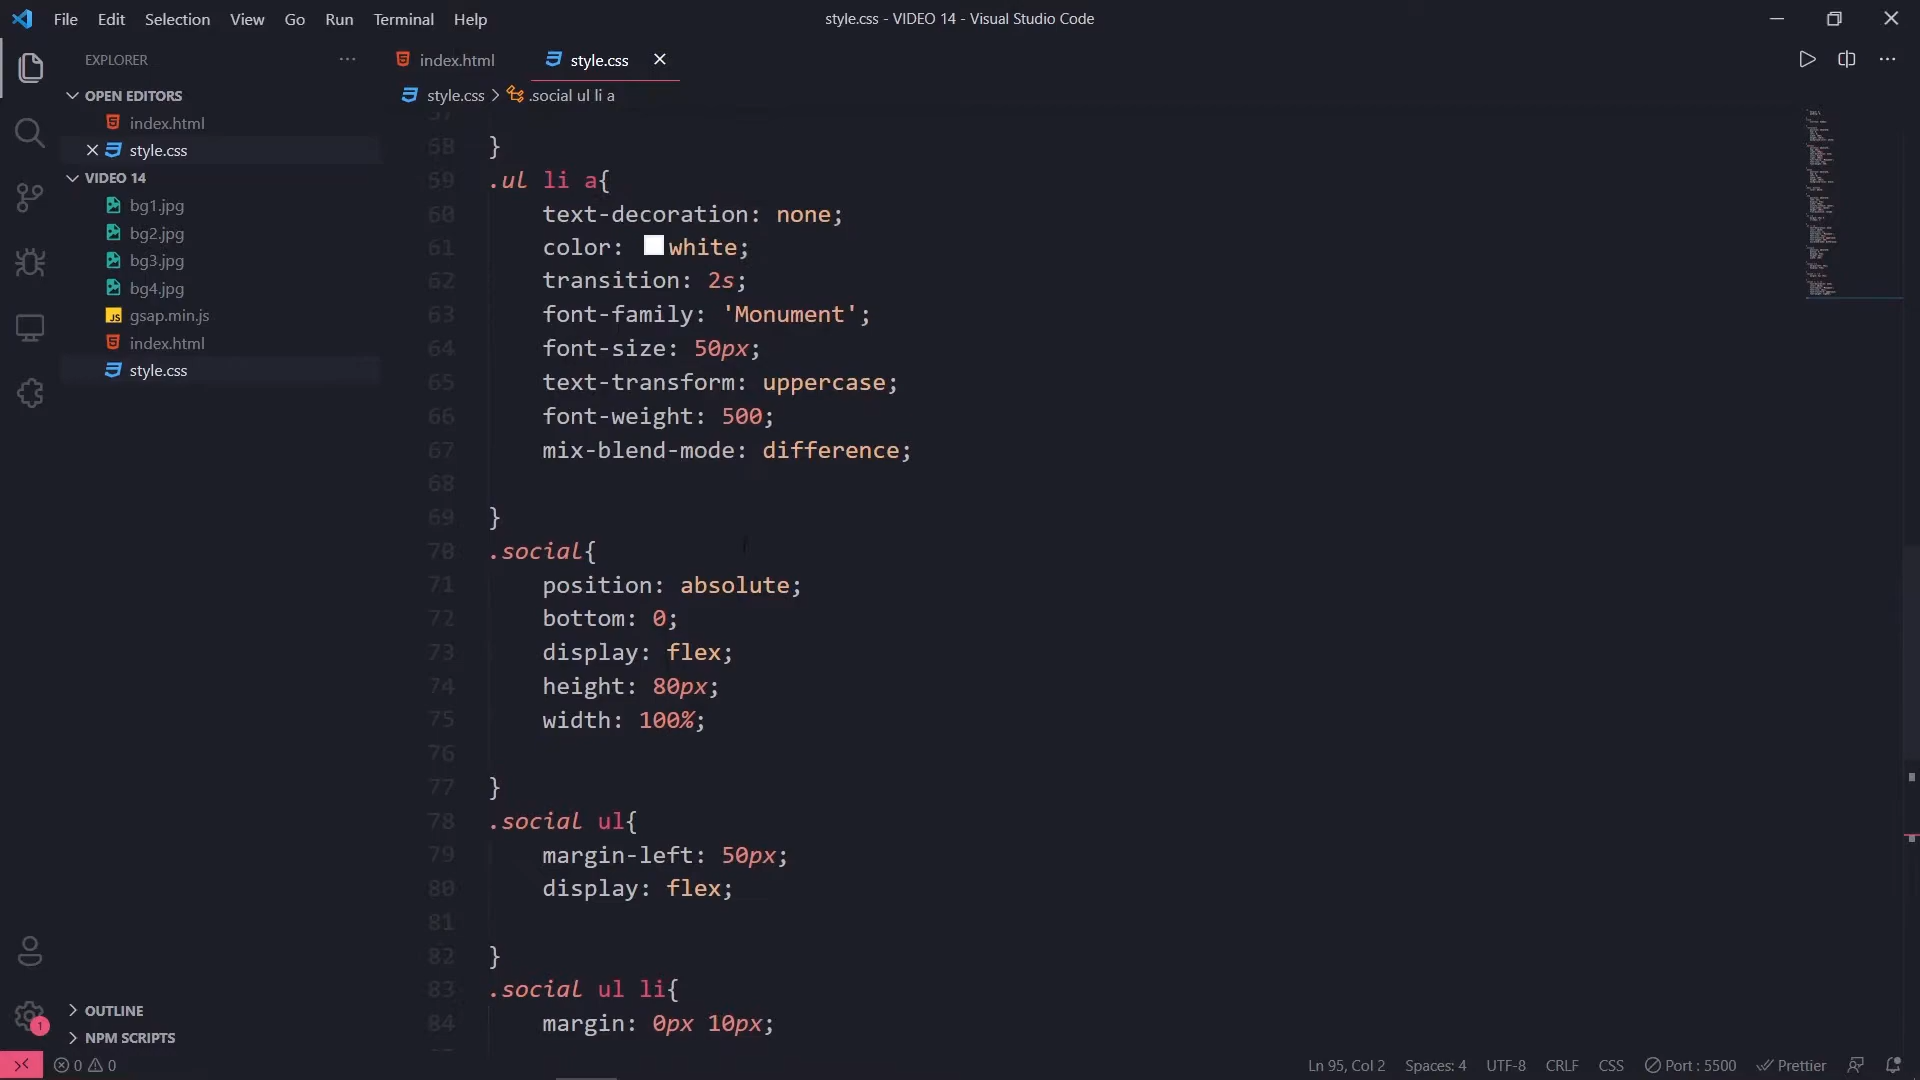 File Edit Selection View Go Run Terminal Help
style.css - VIDEO 14 - Visual Studio Code
EXPLORER
OPEN EDITORS
index.html
style.css
VIDEO 14
bg1.jpg
bg2.jpg
bg3.jpg
bg4.jpg
JS gsap.min.js
index.html
style.css
OUTLINE
NPM SCRIPTS
1
index.html style.css
style.css > .social ul li a
}
59 .ul li a{
60 text-decoration: none;
61 color: white;
62 transition: 2s;
63 font-family: 'Monument';
64 font-size: 50px;
65 text-transform: uppercase;
66 font-weight: 500;
67 mix-blend-mode: difference;
68
69 }
70 .social{
71 position: absolute;
72 bottom: 0;
73 display: flex;
74 height: 80px;
75 width: 100%;
76
77 }
78 .social ul{
79 margin-left: 50px;
80 display: flex;
81
82 }
83 .social ul li{
84 margin: 0px 10px;
0 0
Ln 95, Col 2 Spaces: 4 UTF-8 CRLF CSS Port : 5500 Prettier